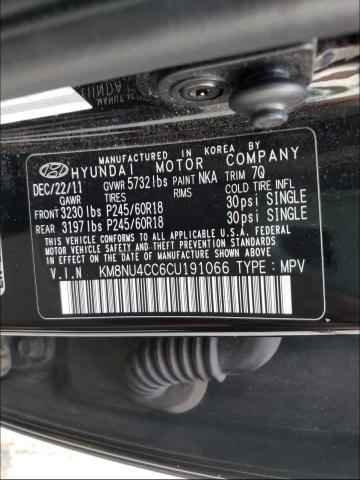 MANUFACTURED IN KOREA BY
HYUNDAI MOTOR COMPANY
DEC/22/11 GVWR 5732 lbs PAINT NKA TRIM 7Q
GAWR TIRES RIMS COLD TIRE INFL
FRONT 3230 lbs P245/60R18 30psi SINGLE
REAR 3197 lbs P245/60R18 30psi SINGLE
THIS VEHICLE CONFORMS TO ALL APPLICABLE U.S.A. FEDERAL
MOTOR VEHICLE SAFETY, BUMPER, AND THEFT PREVENTION
STANDARDS IN EFFECT ON THE DATE OF MANUFACTURE SHOWN ABOVE.
V.I.N KM8NU4CC6CU191066 TYPE : MPV